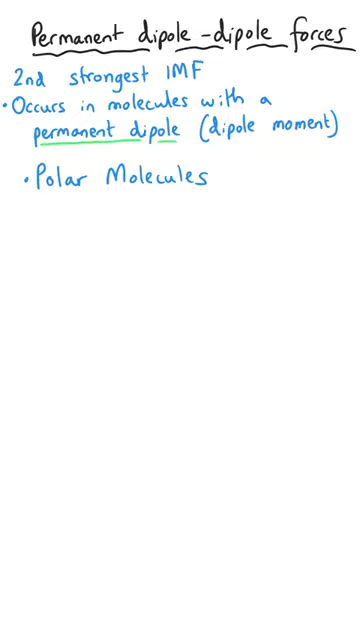 Permanent dipole - dipole forces
2nd strongest IMF
• Occurs in molecules with a
permanent dipole (dipole moment)
• Polar Molecules